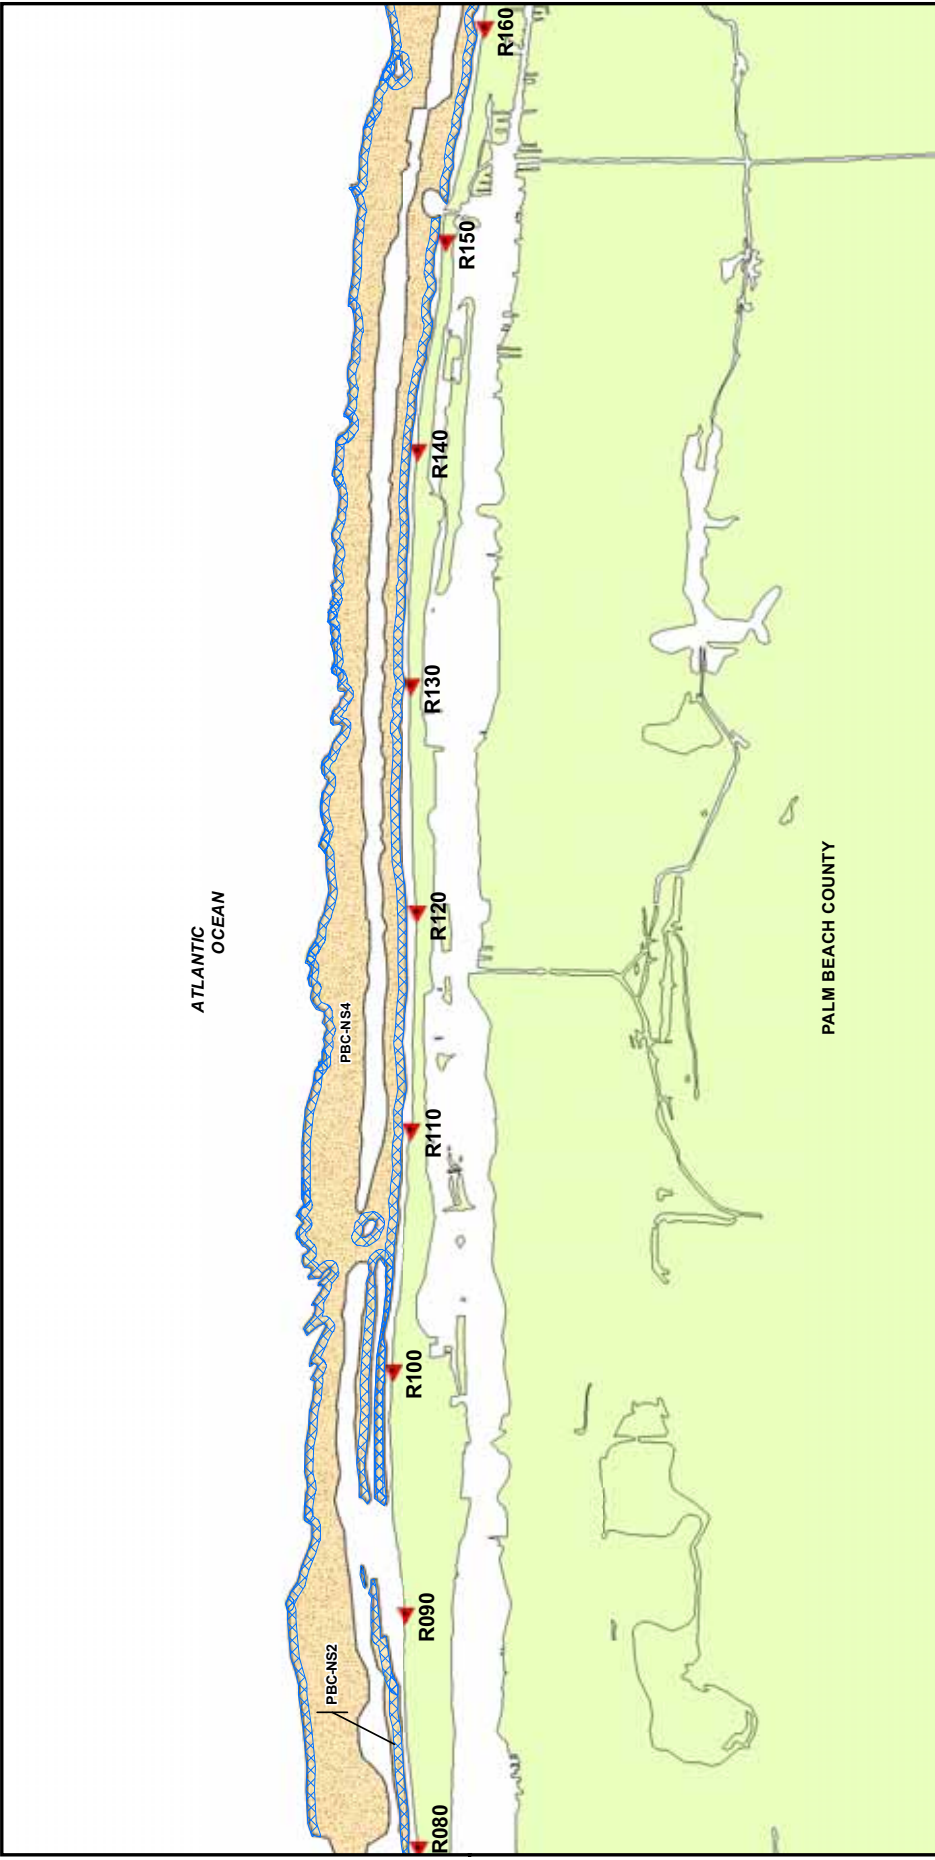 R160
R150
R140
R130
R120
ATLANTIC
OCEAN
PALM BEACH COUNTY
PBC-NS4
R110
R100
R090
PBC-NS2
R080